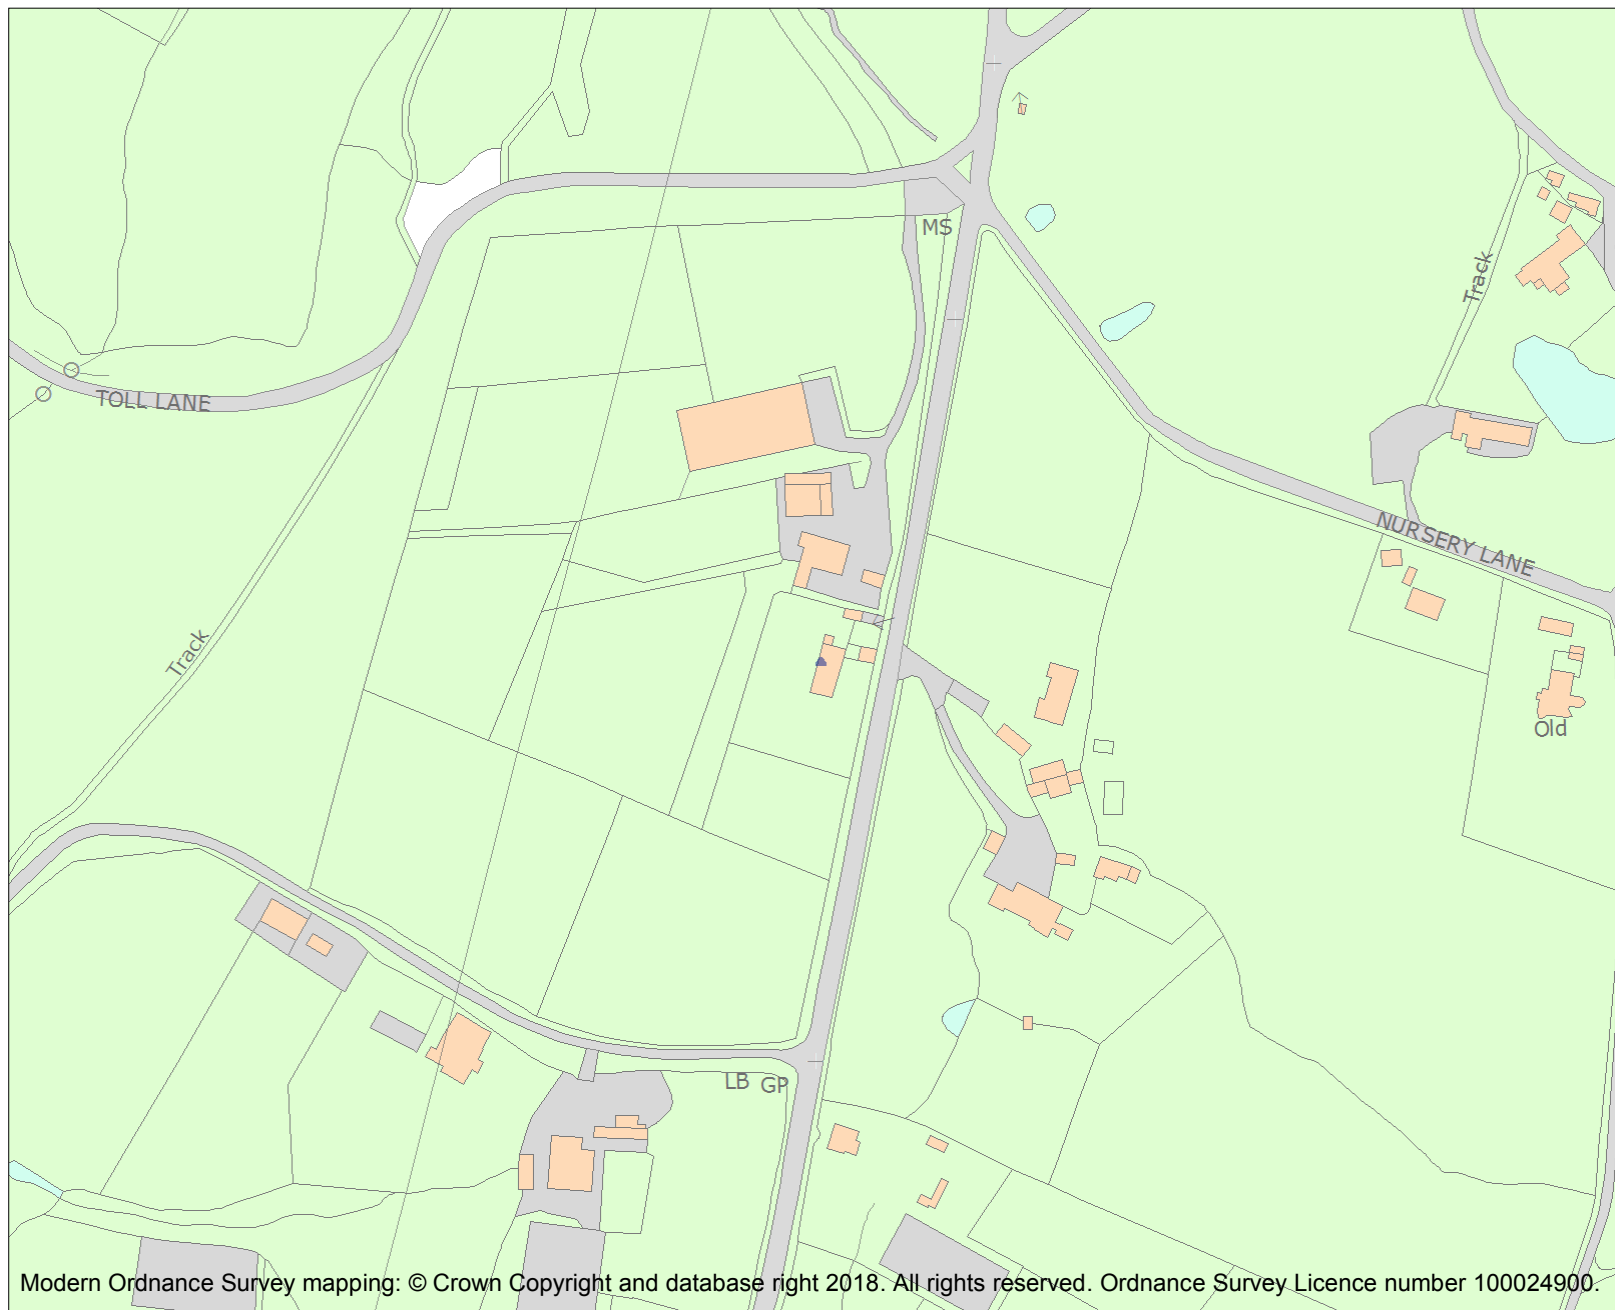 MS
Track
TOLL LANE
NURSERY LANE
Track
Old
LB GP
Modern Ordnance Survey mapping: © Crown Copyright and database right 2018. All rights reserved. Ordnance Survey Licence number 100024900.